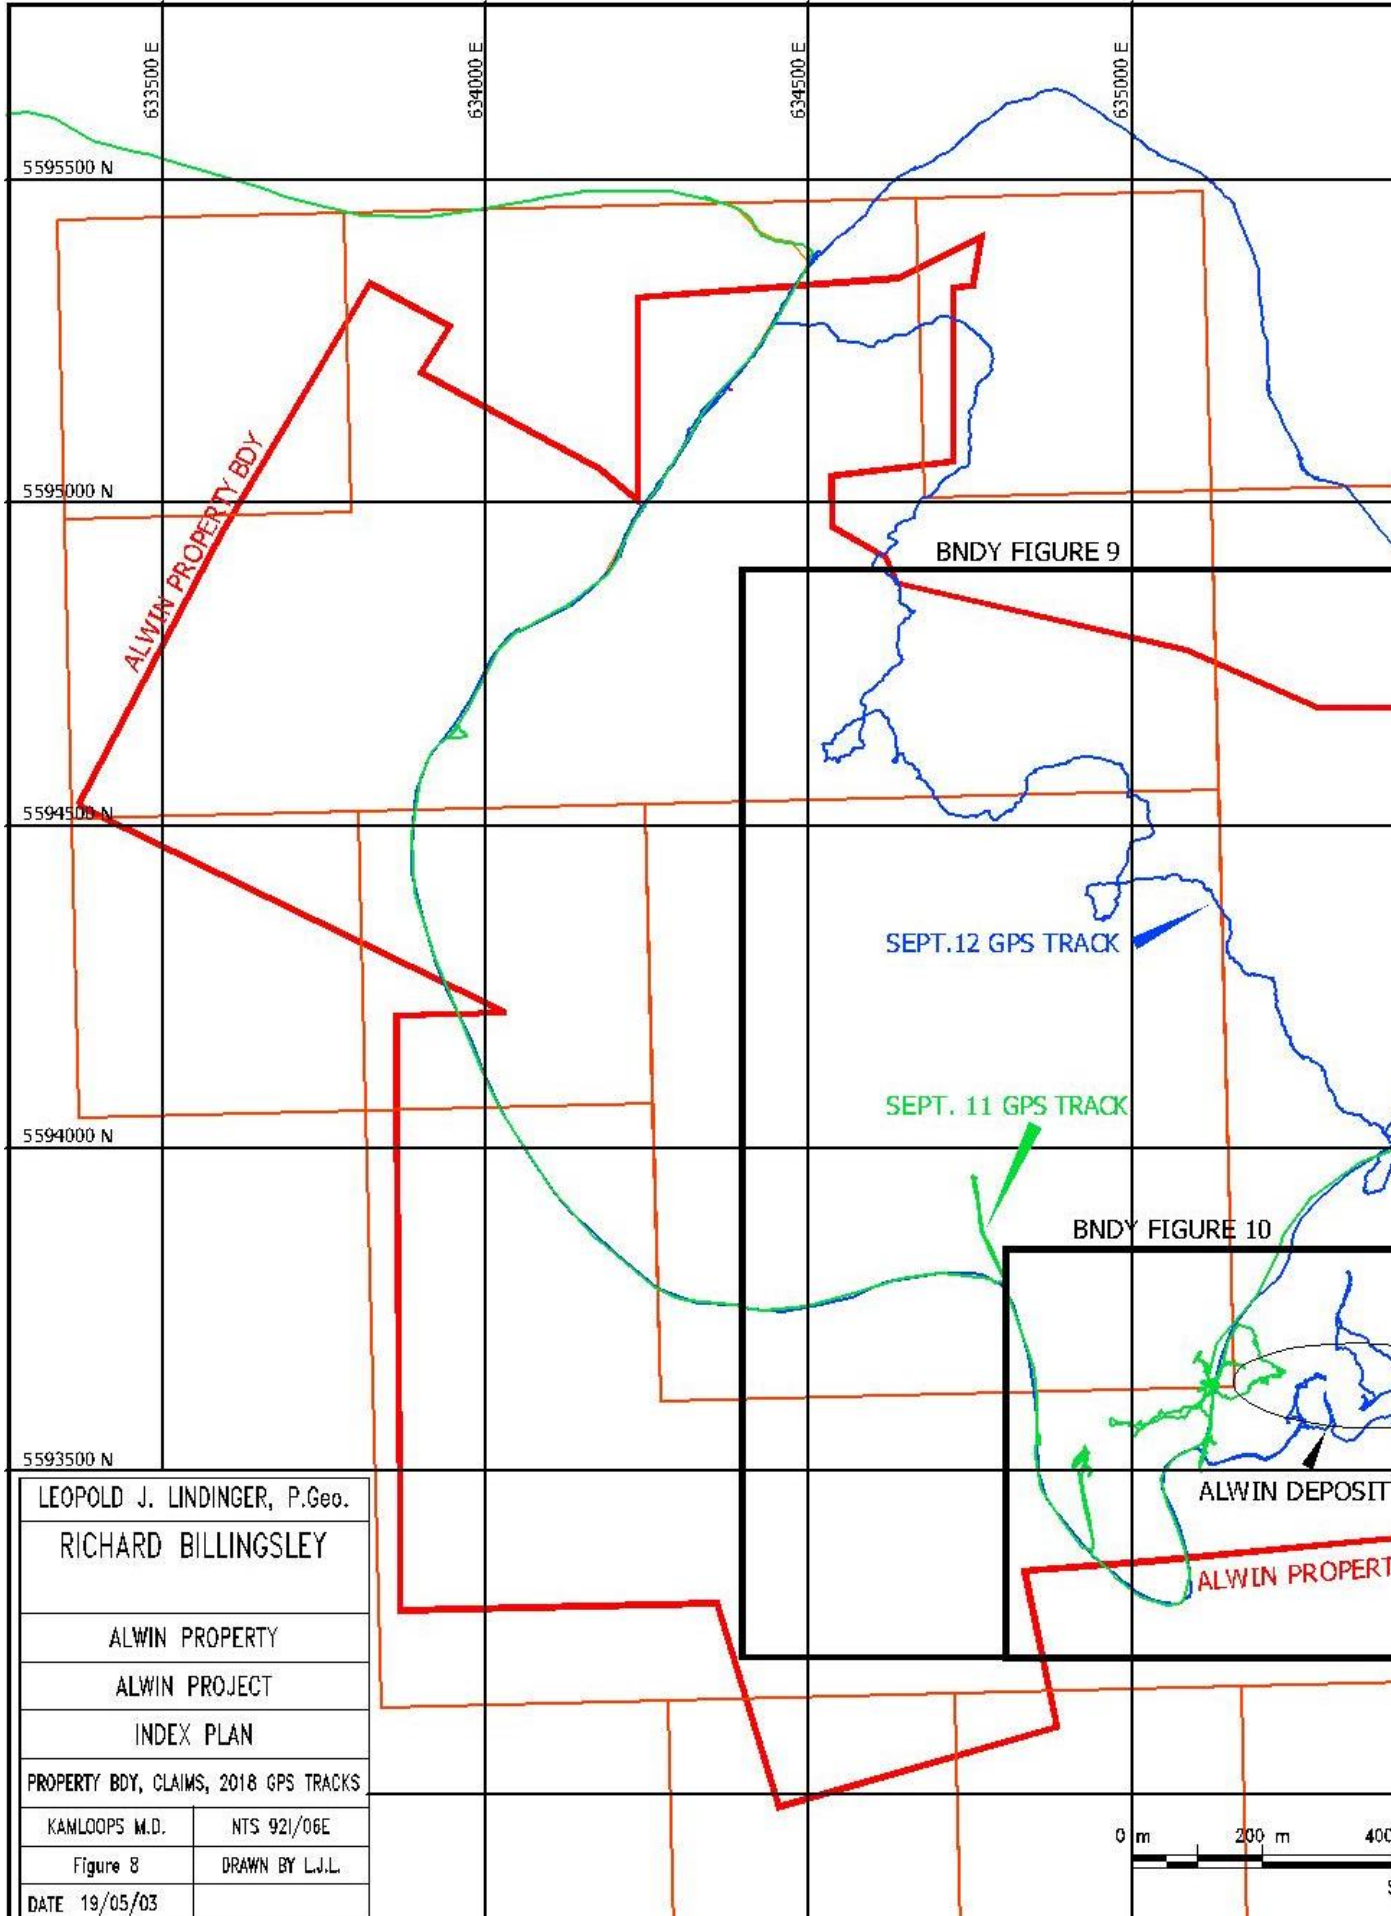 633500 E
634000 E
634500 E
635000 E
5595500 N
ALWIN PROPERTY BDY
5595000 N
BNDY FIGURE 9
5594500 N
SEPT.12 GPS TRACK
SEPT. 11 GPS TRACK
5594000 N
BNDY FIGURE 10
5593500 N
ALWIN DEPOSIT
ALWIN PROPERT
LEOPOLD J. LINDINGER, P.Geo.
RICHARD BILLINGSLEY
ALWIN PROPERTY
ALWIN PROJECT
INDEX PLAN
PROPERTY BDY, CLAIMS, 2018 GPS TRACKS
KAMLOOPS M.D. NTS 92I/06E
Figure 8 DRAWN BY L.J.L.
DATE 19/05/03
0 m 200 m 400